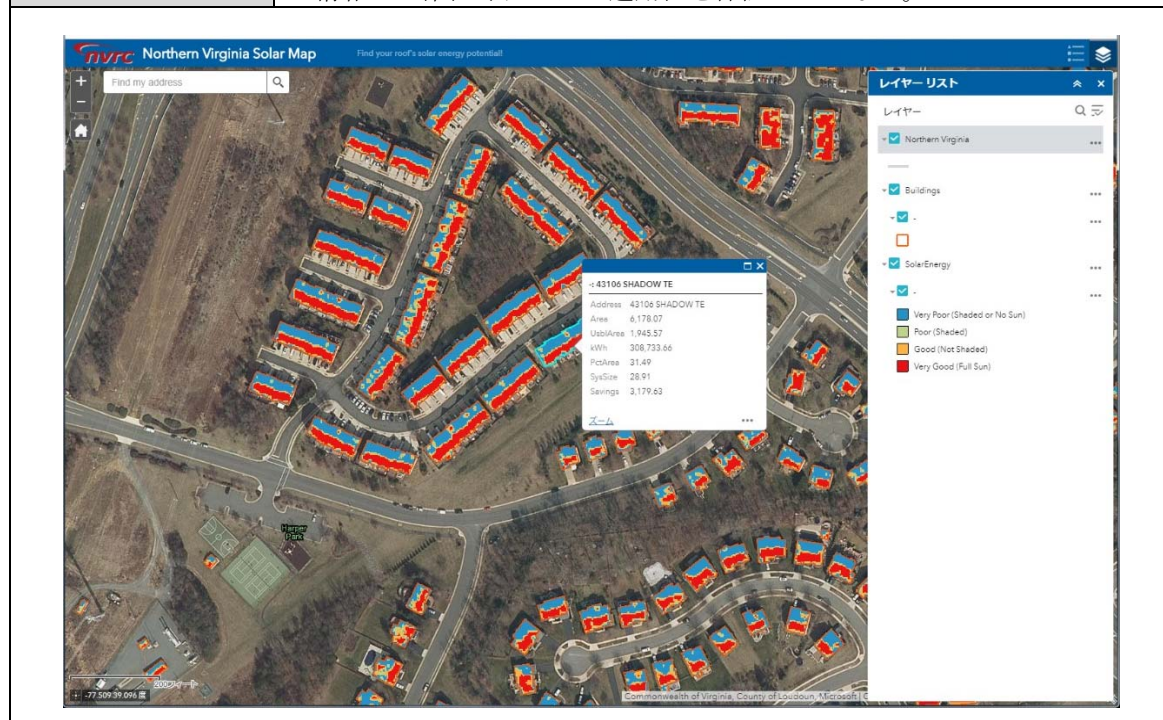 nvrc Northern Virginia Solar Map Find your roof's solar energy potential!
Find my address
レイヤー リスト
レイヤー
Northern Virginia
Buildings
-
SolarEnergy
-
Very Poor (Shaded or No Sun)
Poor (Shaded)
Good (Not Shaded)
Very Good (Full Sun)
-: 43106 SHADOW TE
Address 43106 SHADOW TE
Area 6,178.07
UsblArea 1,945.57
kWh 308,733.66
PctArea 31.49
SysSize 28.91
Savings 3,179.63
ズーム
Harper
Park
200フィート
-77.509 39.096 度
Commonwealth of Virginia, County of Loudoun, Microsoft |